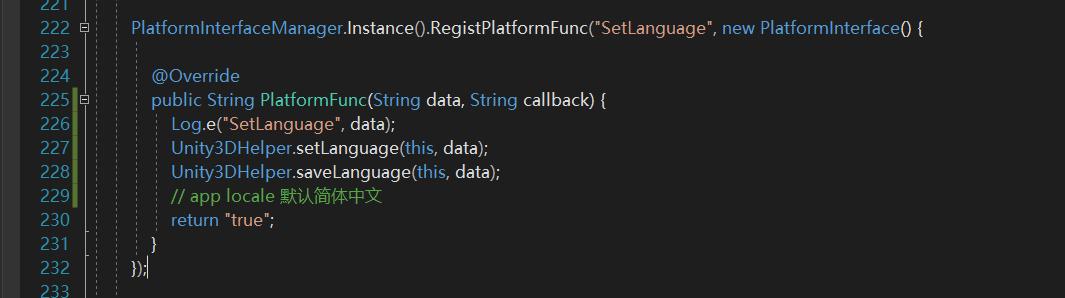 221
222 PlatformInterfaceManager.Instance().RegistPlatformFunc("SetLanguage", new PlatformInterface() {
223
224 @Override
225 public String PlatformFunc(String data, String callback) {
226 Log.e("SetLanguage", data);
227 Unity3DHelper.setLanguage(this, data);
228 Unity3DHelper.saveLanguage(this, data);
229 // app locale 默认简体中文
230 return "true";
231 }
232 });
233